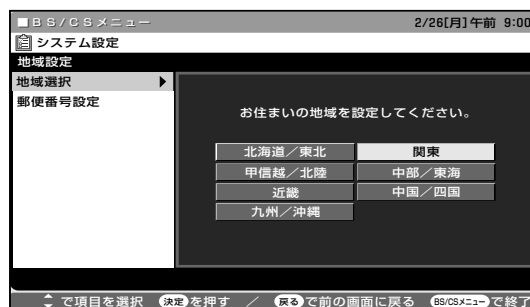 ■BS/CSメニュー 2/26[月]午前 9:00
システム設定
地域設定
地域選択 ▶
郵便番号設定
お住まいの地域を設定してください。
北海道／東北 関東
甲信越／北陸 中部／東海
近畿 中国／四国
九州／沖縄
で項目を選択 決定を押す ／ 戻るで前の画面に戻る BS/CSメニューで終了